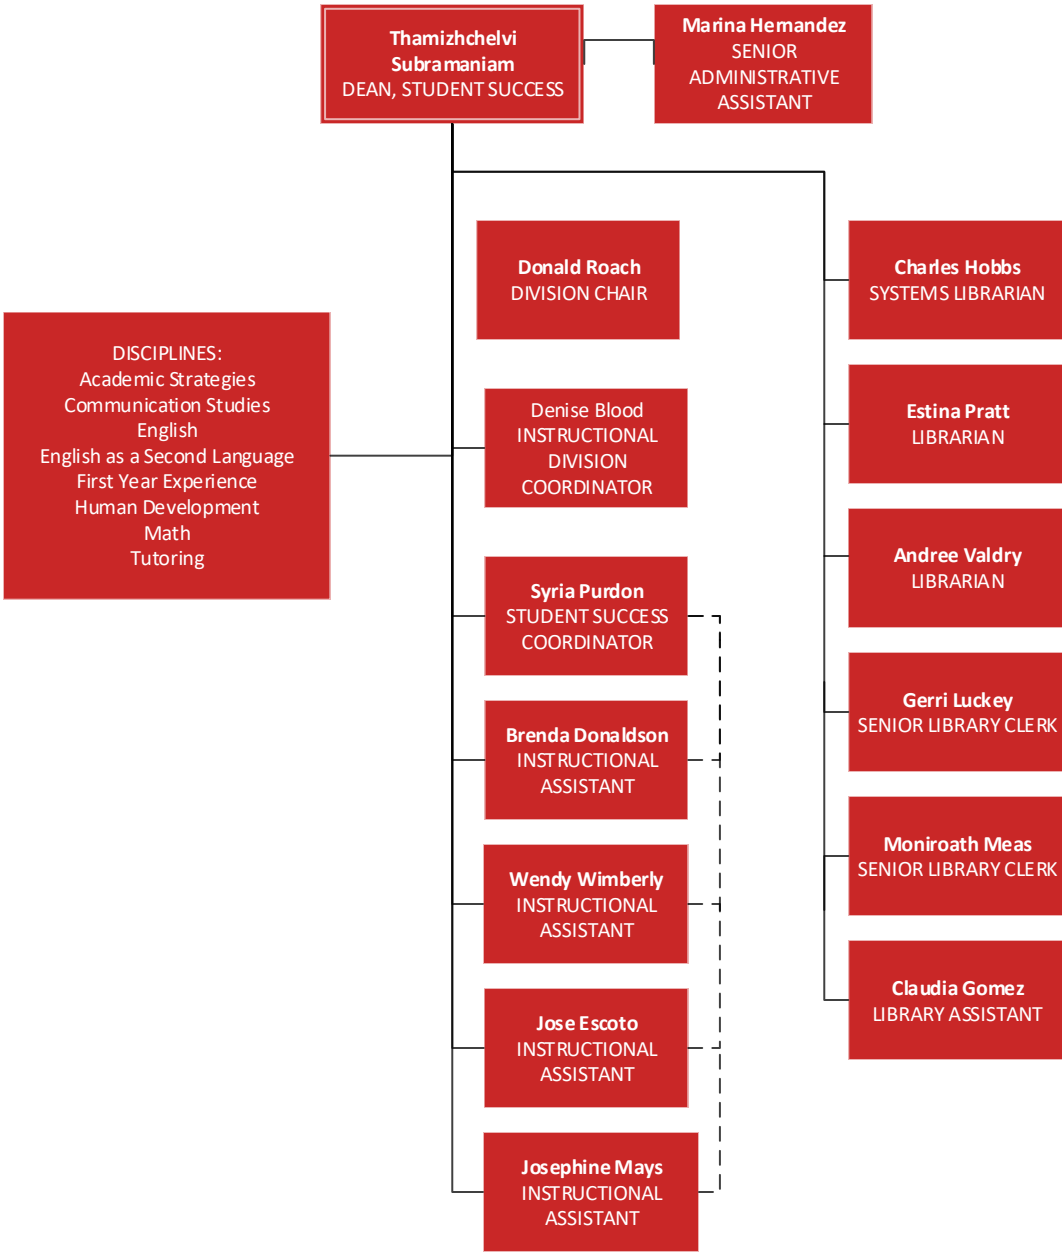 Thamizhchelvi
Subramaniam
DEAN, STUDENT SUCCESS
Marina Hernandez
SENIOR
ADMINISTRATIVE
ASSISTANT
Donald Roach
DIVISION CHAIR
Charles Hobbs
SYSTEMS LIBRARIAN
DISCIPLINES:
Academic Strategies
Communication Studies
English
English as a Second Language
First Year Experience
Human Development
Math
Tutoring
Denise Blood
INSTRUCTIONAL
DIVISION
COORDINATOR
Estina Pratt
LIBRARIAN
Syria Purdon
STUDENT SUCCESS
COORDINATOR
Andree Valdry
LIBRARIAN
Brenda Donaldson
INSTRUCTIONAL
ASSISTANT
Gerri Luckey
SENIOR LIBRARY CLERK
Wendy Wimberly
INSTRUCTIONAL
ASSISTANT
Moniroath Meas
SENIOR LIBRARY CLERK
Jose Escoto
INSTRUCTIONAL
ASSISTANT
Claudia Gomez
LIBRARY ASSISTANT
Josephine Mays
INSTRUCTIONAL
ASSISTANT